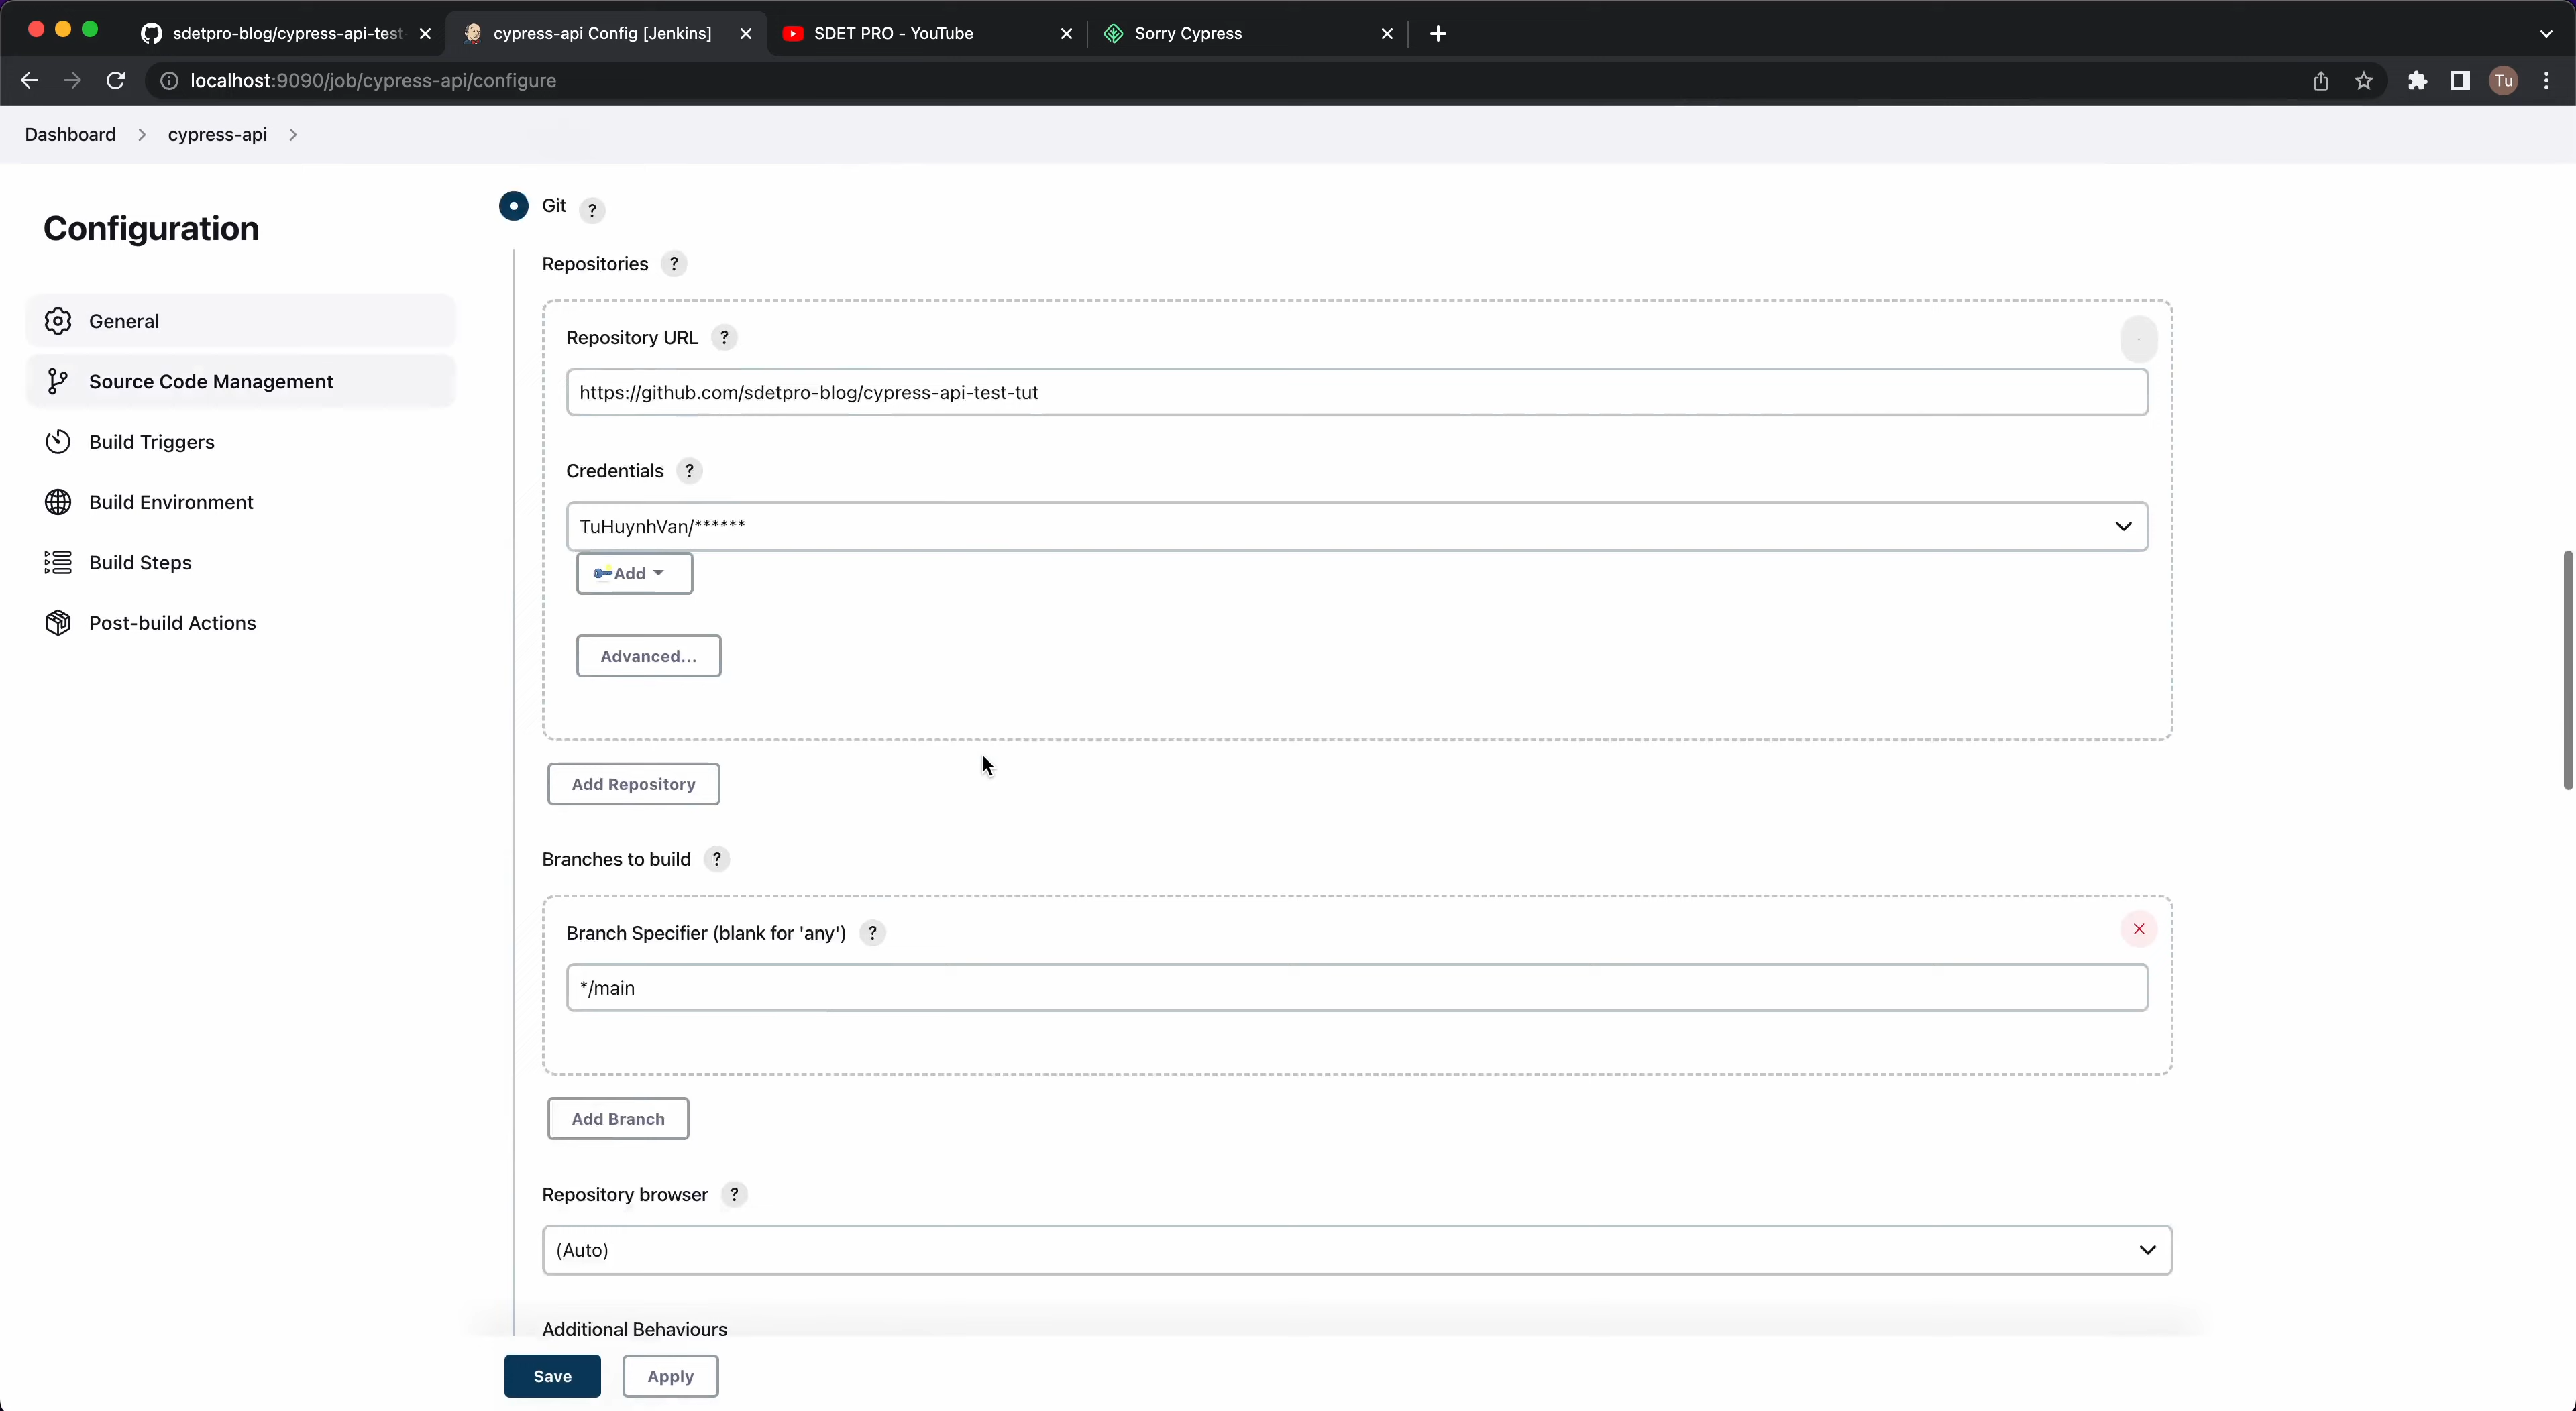 sdetpro-blog/cypress-api-test-
cypress-api Config [Jenkins]
SDET PRO - YouTube
Sorry Cypress
localhost:9090/job/cypress-api/configure
Tu
Dashboard
cypress-api
Configuration
General
Source Code Management
Build Triggers
Build Environment
Build Steps
Post-build Actions
Git ?
Repositories ?
Repository URL ?
https://github.com/sdetpro-blog/cypress-api-test-tut
Credentials ?
TuHuynhVan/******
Add
Advanced...
Add Repository
Branches to build ?
Branch Specifier (blank for 'any') ?
*/main
Add Branch
Repository browser ?
(Auto)
Additional Behaviours
Save
Apply